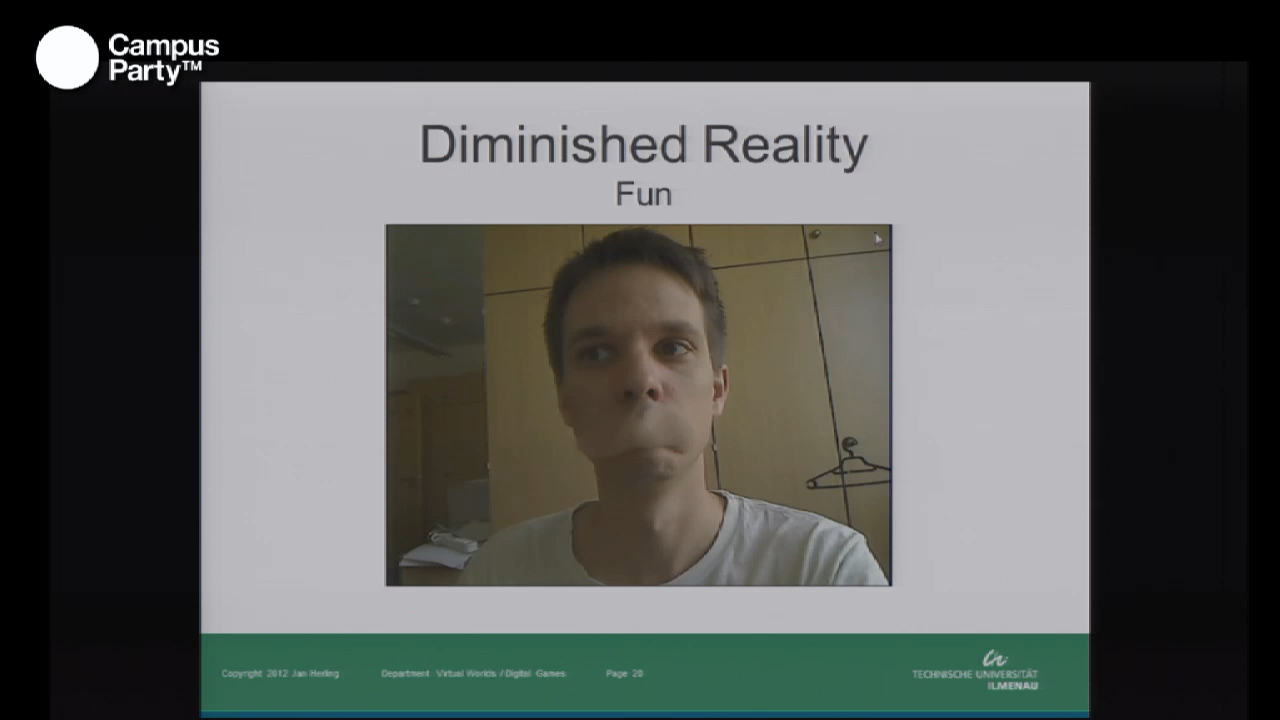 Campus
Party™
Diminished Reality
Fun
Copyright 2012 Jan Herling
Department Virtual Worlds / Digital Games
Page 20
TECHNISCHE UNIVERSITÄT
ILMENAU